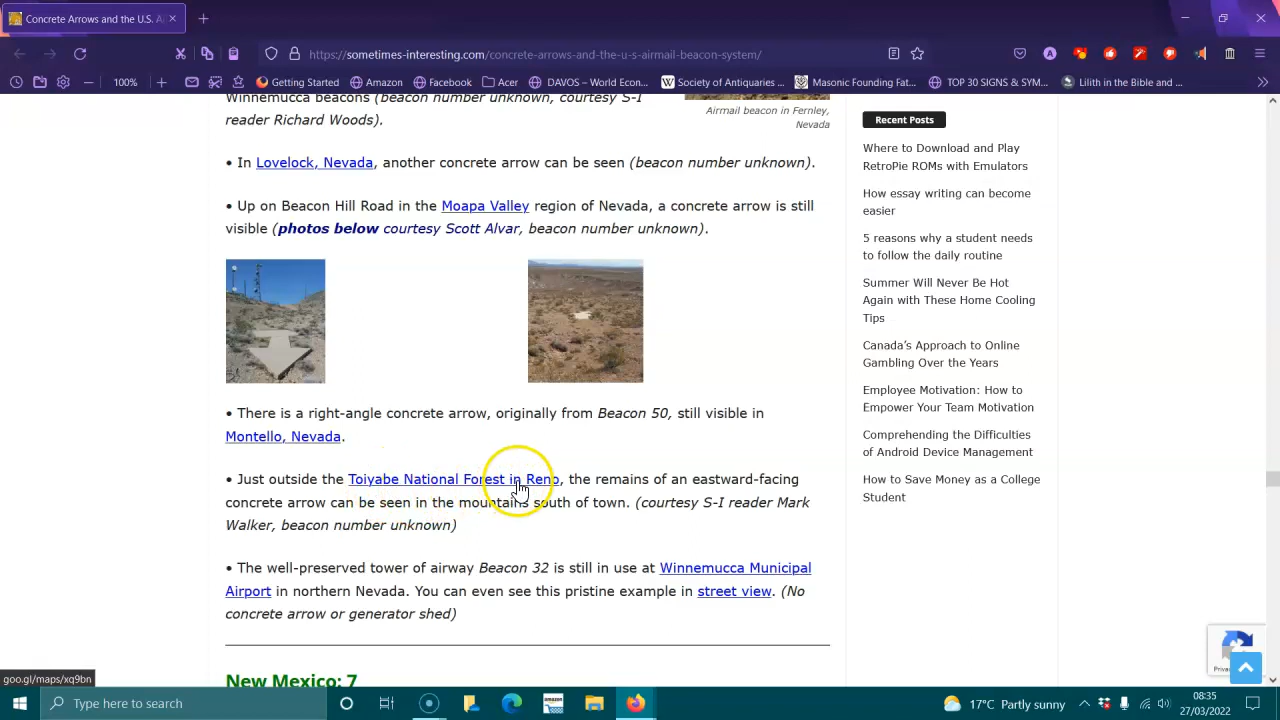 Concrete Arrows and the U.S. Ai
https://sometimes-interesting.com/concrete-arrows-and-the-u-s-airmail-beacon-system/
100%
Getting Started
Amazon
Facebook
Acer
DAVOS – World Econ...
Society of Antiquaries ...
Masonic Founding Fat...
TOP 30 SIGNS & SYM...
Lilith in the Bible and ...
Winnemucca beacons (beacon number unknown, courtesy S-I
reader Richard Woods).
Airmail beacon in Fernley,
Nevada
• In Lovelock, Nevada, another concrete arrow can be seen (beacon number unknown).
• Up on Beacon Hill Road in the Moapa Valley region of Nevada, a concrete arrow is still
visible (photos below courtesy Scott Alvar, beacon number unknown).
• There is a right-angle concrete arrow, originally from Beacon 50, still visible in
Montello, Nevada.
• Just outside the Toiyabe National Forest in Reno, the remains of an eastward-facing
concrete arrow can be seen in the mountains south of town. (courtesy S-I reader Mark
Walker, beacon number unknown)
• The well-preserved tower of airway Beacon 32 is still in use at Winnemucca Municipal
Airport in northern Nevada. You can even see this pristine example in street view. (No
concrete arrow or generator shed)
New Mexico: 7
Recent Posts
Where to Download and Play
RetroPie ROMs with Emulators
How essay writing can become
easier
5 reasons why a student needs
to follow the daily routine
Summer Will Never Be Hot
Again with These Home Cooling
Tips
Canada's Approach to Online
Gambling Over the Years
Employee Motivation: How to
Empower Your Team Motivation
Comprehending the Difficulties
of Android Device Management
How to Save Money as a College
Student
goo.gl/maps/xq9bn
Type here to search
amazon
17°C Partly sunny
08:35
27/03/2022